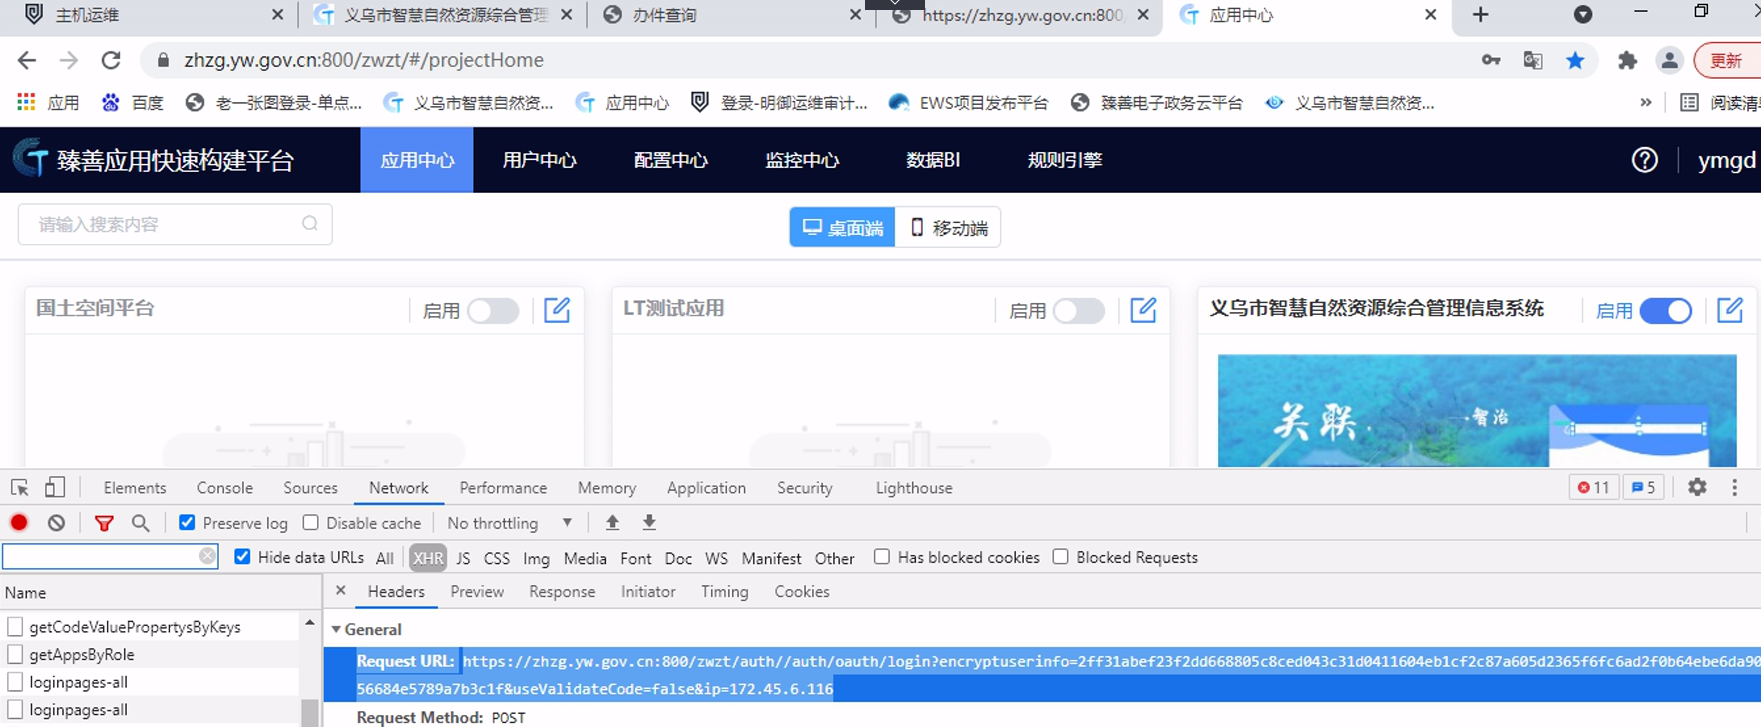 主机运维
义乌市智慧自然资源综合管理
办件查询
https://zhzg.yw.gov.cn:800
应用中心
zhzg.yw.gov.cn:800/zwzt/#/projectHome
更新
应用
百度
老一张图登录-单点...
义乌市智慧自然资...
应用中心
登录-明御运维审计...
EWS项目发布平台
臻善电子政务云平台
义乌市智慧自然资...
»
阅读清单
臻善应用快速构建平台
应用中心
用户中心
配置中心
监控中心
数据BI
规则引擎
ymgd
请输入搜索内容
桌面端
移动端
国土空间平台
启用
LT测试应用
启用
义乌市智慧自然资源综合管理信息系统
启用
关联.
·智治
Elements Console Sources Network Performance Memory Application Security Lighthouse
11
5
Preserve log
Disable cache
No throttling
Hide data URLs
All XHR JS CSS Img Media Font Doc WS Manifest Other
Has blocked cookies
Blocked Requests
Name
Headers Preview Response Initiator Timing Cookies
getCodeValuePropertysByKeys
getAppsByRole
loginpages-all
loginpages-all
General
Request URL: https://zhzg.yw.gov.cn:800/zwzt/auth//auth/oauth/login?encryptuserinfo=2ff31abef23f2dd668805c8ced043c31d0411604eb1cf2c87a605d2365f6fc6ad2f0b64ebe6da90
56684e5789a7b3c1f&useValidateCode=false&ip=172.45.6.116
Request Method: POST